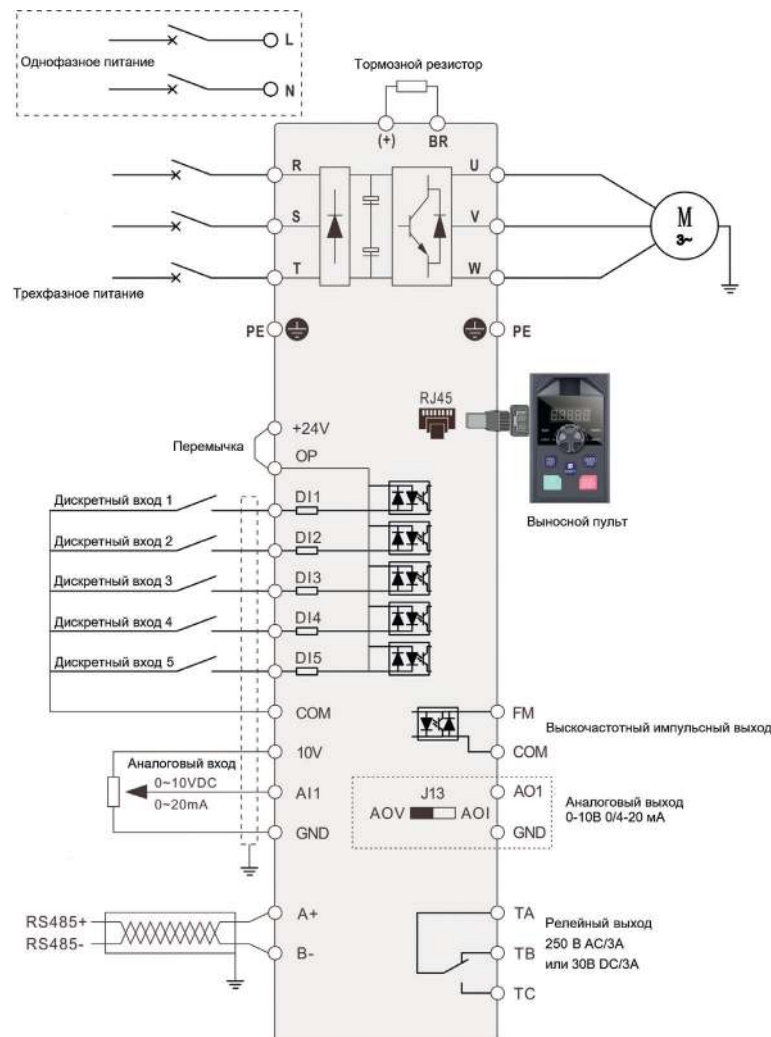 L
Однофазное питание
N
Тормозной резистор
(+) BR
R U
S V
T W
M
3~
Трехфазное питание
PE PE
RJ45
+24V
Перемычка
OP
Выносной пульт
Дискретный вход 1 DI1
Дискретный вход 2 DI2
Дискретный вход 3 DI3
Дискретный вход 4 DI4
Дискретный вход 5 DI5
COM FM
Выскочастотный импульсный выход
10V COM
Аналоговый вход
0~10VDC
0~20mA
AI1
GND
J13
AOV AOI
AO1
GND
Аналоговый выход
0-10В 0/4-20 мА
RS485+ A+
RS485- B-
TA
TB
TC
Релейный выход
250 В AC/3A
или 30В DC/3A